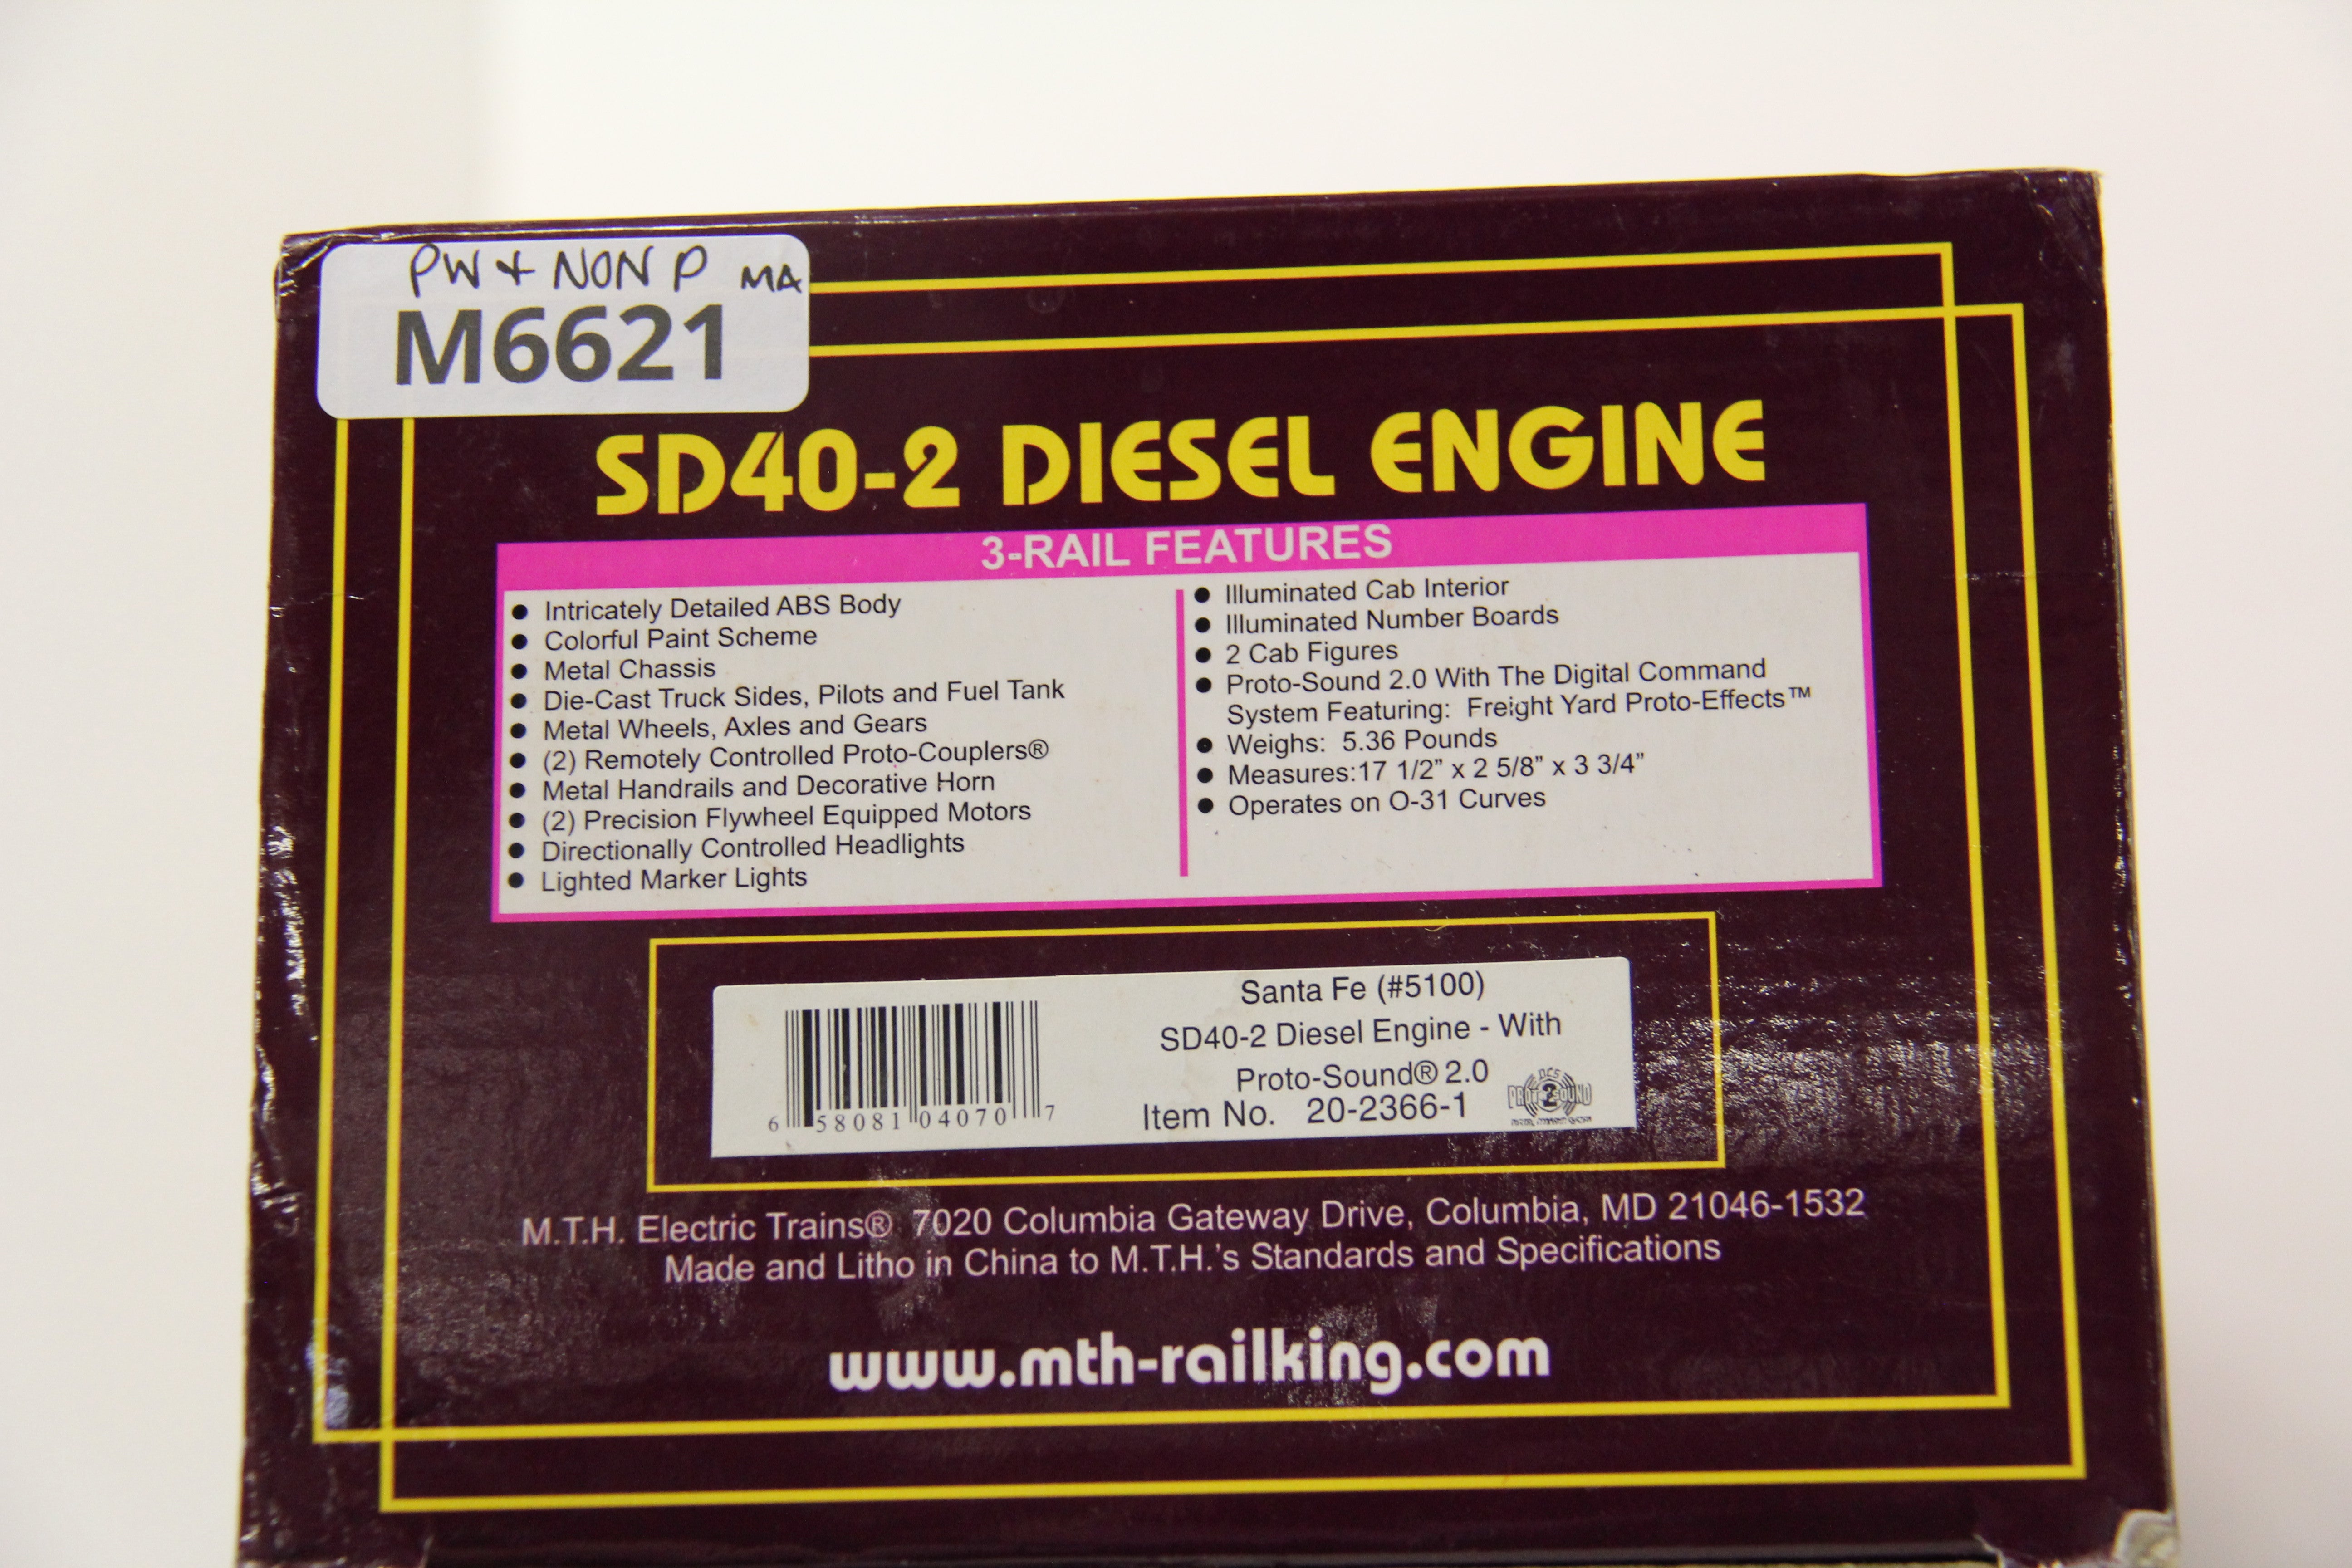 PW + NON P MA
M6621
SD40-2 DIESEL ENGINE
3-RAIL FEATURES
● Intricately Detailed ABS Body
● Colorful Paint Scheme
● Metal Chassis
● Die-Cast Truck Sides, Pilots and Fuel Tank
● Metal Wheels, Axles and Gears
● (2) Remotely Controlled Proto-Couplers®
● Metal Handrails and Decorative Horn
● (2) Precision Flywheel Equipped Motors
● Directionally Controlled Headlights
● Lighted Marker Lights
● Illuminated Cab Interior
● Illuminated Number Boards
● 2 Cab Figures
● Proto-Sound 2.0 With The Digital Command
System Featuring: Freight Yard Proto-Effects™
● Weighs: 5.36 Pounds
● Measures:17 1/2” x 2 5/8” x 3 3/4”
● Operates on O-31 Curves
6 58081 04070 7
Santa Fe (#5100)
SD40-2 Diesel Engine - With
Proto-Sound® 2.0
Item No. 20-2366-1
DCS
PROTO 2 SOUND
M.T.H. Electric Trains® 7020 Columbia Gateway Drive, Columbia, MD 21046-1532
Made and Litho in China to M.T.H.'s Standards and Specifications
www.mth-railking.com